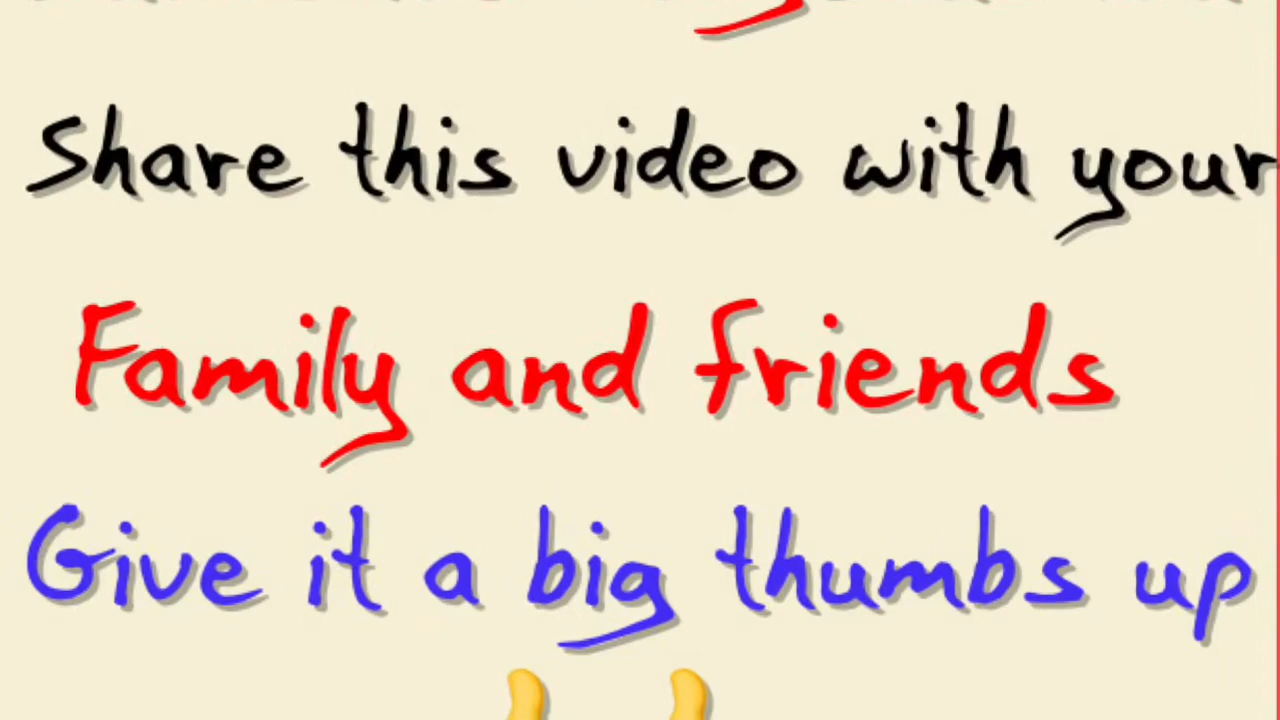 Share this video with your
Family and friends
Give it a big thumbs up